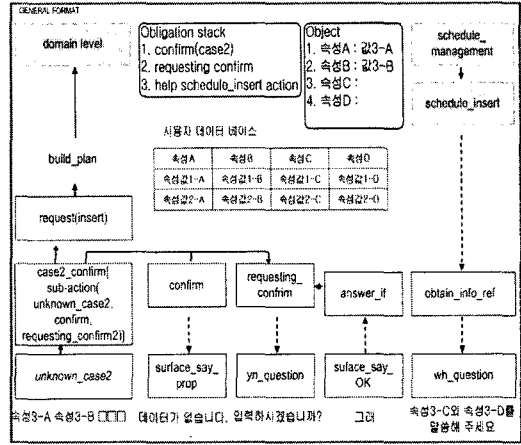 GENERAL FORMAT
domain level
Obligation stack
1. confirm(case2)
2. requesting confirm
3. help schedule_insert action
Object
1. 속성A : 값3-A
2. 속성B : 값3-B
3. 속성C :
4. 속성D :
schedule_
management
schedule_insert
사용자 데이터 베이스
속성A 속성B 속성C 속성D
속성값1-A 속성값1-B 속성값1-C 속성값1-D
속성값2-A 속성값2-B 속성값2-C 속성값2-D
build_plan
request(insert)
case2_confirm[
sub-action(
unknown_case2,
confirm,
requesting_confirm2)]
confirm
requesting_
confrim
answer_if
obtain_info_ref
unknown_case2
surface_say_
prop
yn_question
suface_say_
OK
wh_question
속성3-A 속성3-B □□□
데이터가 없습니다. 입력하시겠습니까?
그래
속성3-C와 속성3-D를
말씀해 주세요